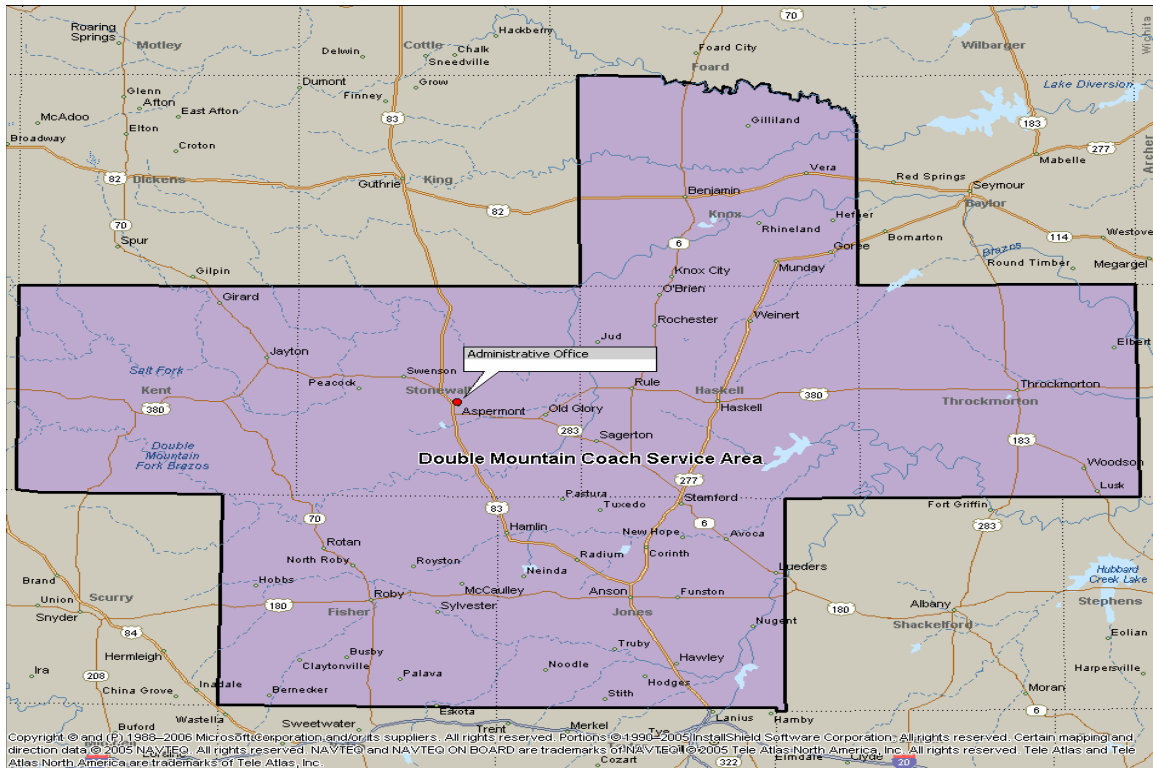 Roaring
Springs
Motley
Cottle
Hackberry
70
Delwin
Chalk
Sneedville
Foard City
Foard
Wilbarger
Wichita
Dumont
Grow
Finney
Glenn
Afton
East Afton
McAdoo
Elton
Broadway
Croton
83
Gilliland
Lake Diversion
183
277
Mabelle
Archer
82
Dickens
Guthrie
King
82
Benjamin
Vera
Red Springs
Seymour
Baylor
Knox
Hefner
Rhineland
70
Spur
6
Goree
Bomarton
114
Westove
Brazos
Gilpin
Knox City
Munday
Round Timber
Megargel
Girard
O'Brien
Rochester
Weinert
Jud
Elbert
Jayton
Administrative Office
Salt Fork
Peacock
Swenson
Kent
Stonewall
Rule
Haskell
Throckmorton
380
Aspermont
Old Glory
Haskell
380
Throckmorton
283
Sagerton
183
Double
Mountain
Fork Brazos
Double Mountain Coach Service Area
Woodson
277
Lusk
Pastura
Stamford
83
Tuxedo
Fort Griffin
70
Hamlin
6
283
New Hope
Avoca
Rotan
North Roby
Royston
Radium
Corinth
Brand
Hobbs
Neinda
Lueders
Hubbard
Creek Lake
Union
Scurry
McCaulley
Anson
Funston
Snyder
180
Roby
Fisher
Sylvester
Jones
180
Albany
Stephens
84
Nugent
Shackelford
Eolian
Hermleigh
Busby
Truby
Ira
208
Claytonville
Palava
Noodle
Hawley
Harpersville
China Grove
Inadale
Bernecker
Hodges
Stith
Moran
Wastella
Eskota
Lanius
Hamby
6
Buford
Sweetwater
Trent
Merkel
Tye
Copyright © and (P) 1988–2006 Microsoft Corporation and/or its suppliers. All rights reserved. Portions © 1990–2005 InstallShield Software Corporation. All rights reserved. Certain mapping and
direction data © 2005 NAVTEQ. All rights reserved. NAVTEQ and NAVTEQ ON BOARD are trademarks of NAVTEQ. © 2005 Tele Atlas North America, Inc. All rights reserved. Tele Atlas and Tele
Atlas North America are trademarks of Tele Atlas, Inc.
Cozart
322
Elmdale
Clyde
20